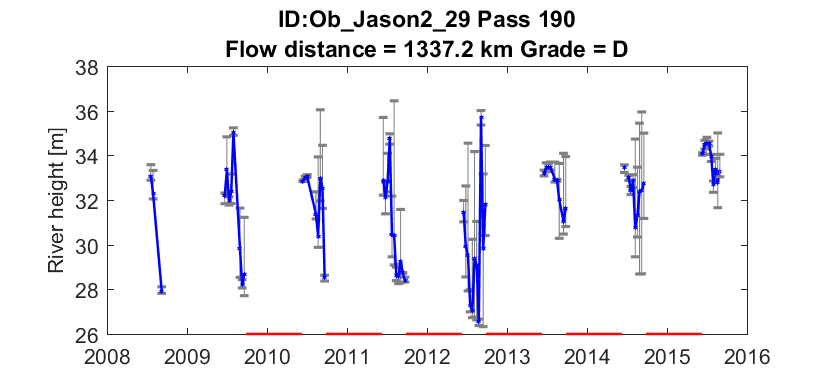 ID:Ob_Jason2_29 Pass 190
Flow distance = 1337.2 km Grade = D
River height [m]
38
36
34
32
30
28
26
2008 2009 2010 2011 2012 2013 2014 2015 2016